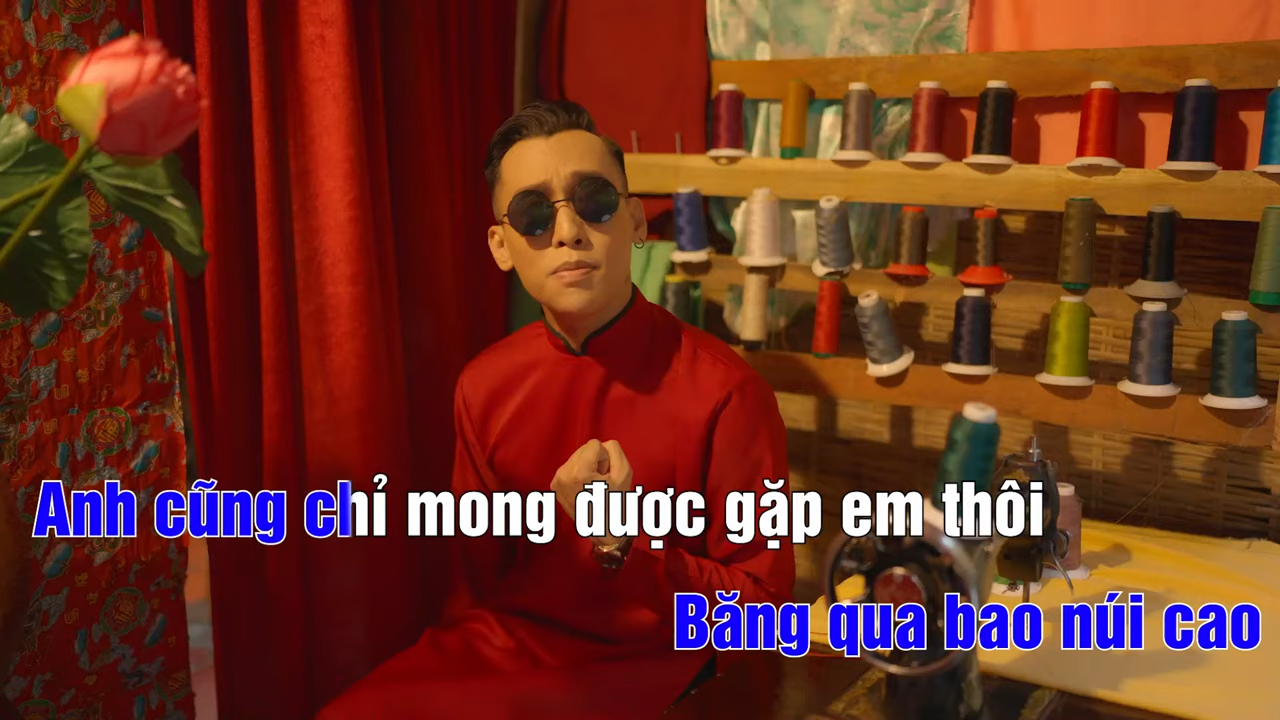 Anh cũng chỉ mong được gặp em thôi
Băng qua bao núi cao